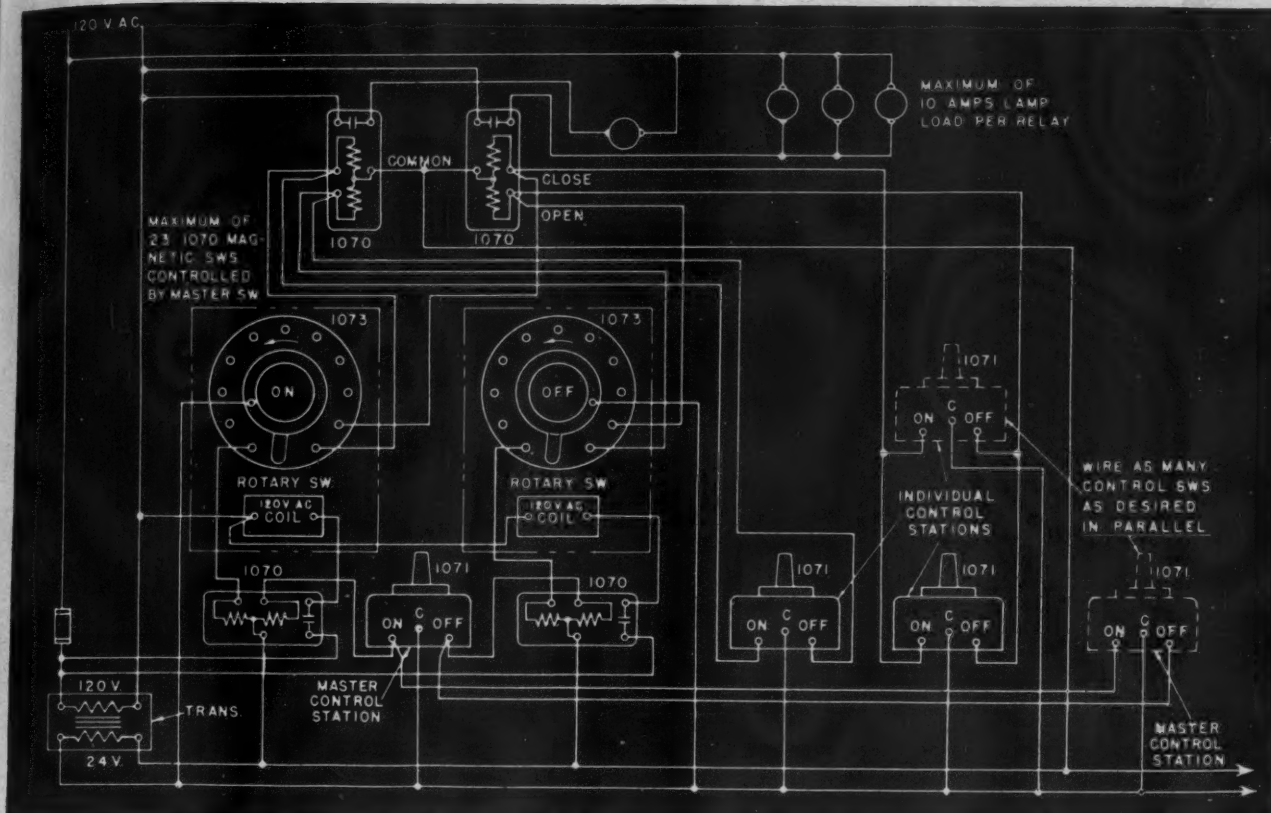 120 V. A.C.
MAXIMUM OF
10 AMPS LAMP
LOAD PER RELAY
COMMON
CLOSE
OPEN
1070
1070
MAXIMUM OF
23 1070 MAG-
NETIC SWS
CONTROLLED
BY MASTER SW
1073
1073
ON
OFF
1071
ON C OFF
ROTARY SW.
ROTARY SW
120V AC
COIL
120V AC
COIL
WIRE AS MANY
CONTROL SWS
AS DESIRED
IN PARALLEL
INDIVIDUAL
CONTROL
STATIONS
1070
1071
1070
1071
1071
1071
ON C OFF
ON C OFF
ON C OFF
ON C OFF
120 V.
TRANS.
24 V.
MASTER
CONTROL
STATION
MASTER
CONTROL
STATION